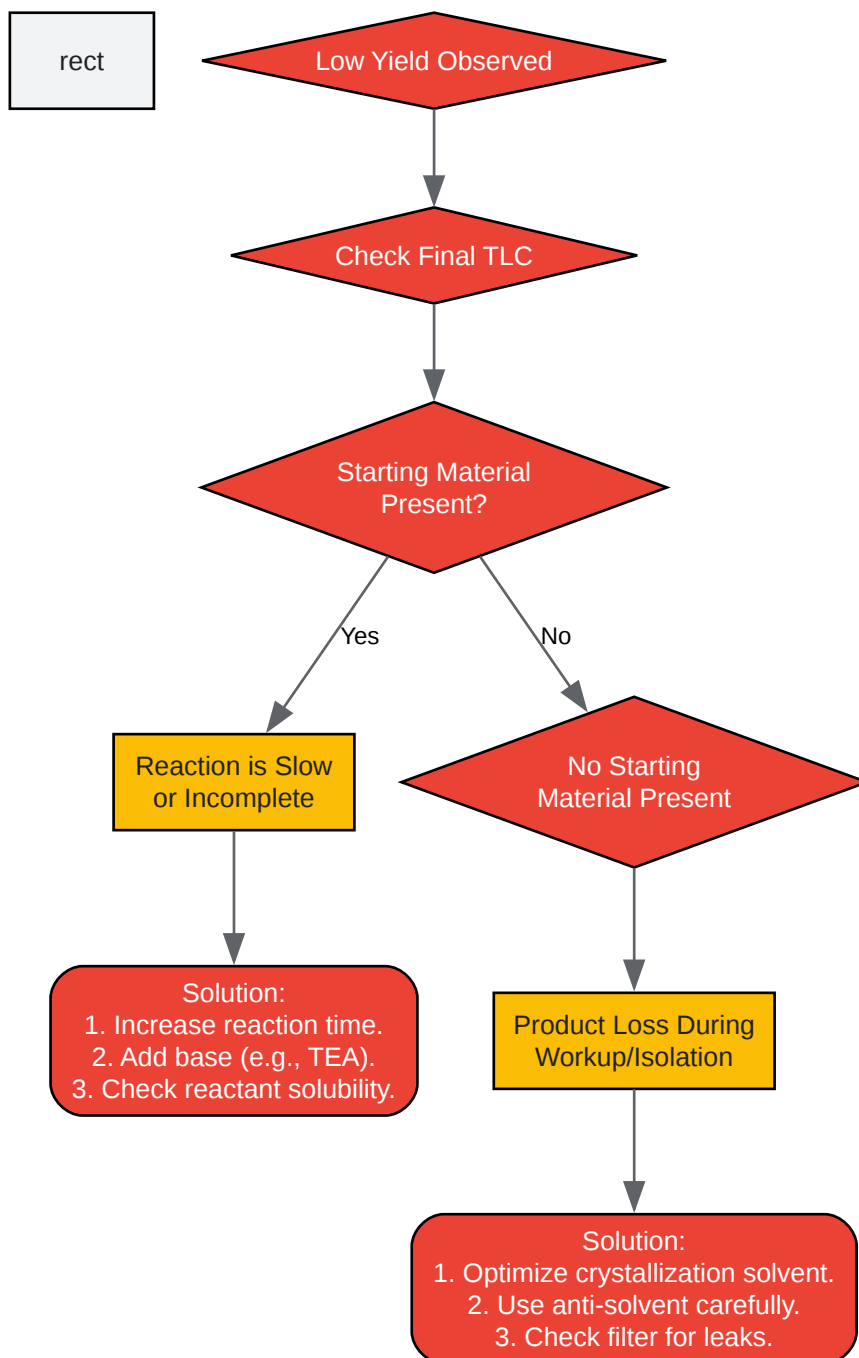 rect
Low Yield Observed
Check Final TLC
Starting Material
Present?
Yes
No
Reaction is Slow
or Incomplete
No Starting
Material Present
Solution:
1. Increase reaction time.
2. Add base (e.g., TEA).
3. Check reactant solubility.
Product Loss During
Workup/Isolation
Solution:
1. Optimize crystallization solvent.
2. Use anti-solvent carefully.
3. Check filter for leaks.